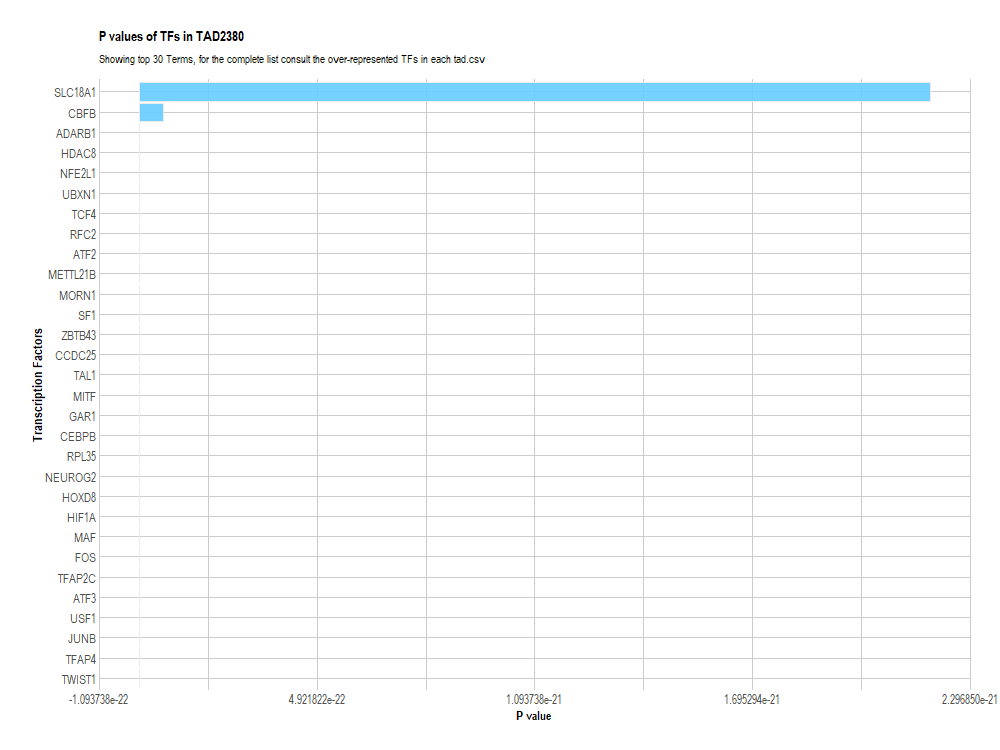 P values of TFs in TAD2380
Showing top 30 Terms, for the complete list consult the over-represented TFs in each tad.csv
Transcription Factors
SLC18A1
CBFB
ADARB1
HDAC8
NFE2L1
UBXN1
TCF4
RFC2
ATF2
METTL21B
MORN1
SF1
ZBTB43
CCDC25
TAL1
MITF
GAR1
CEBPB
RPL35
NEUROG2
HOXD8
HIF1A
MAF
FOS
TFAP2C
ATF3
USF1
JUNB
TFAP4
TWIST1
-1.093738e-22 4.921822e-22 1.093738e-21 1.695294e-21 2.296850e-21
P value